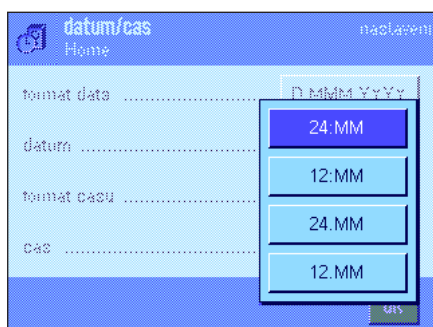 datum/cas
Home
nastaveni
format data
D.MMM.YYYY
datum
format casu
cas
24:MM
12:MM
24.MM
12.MM
OK